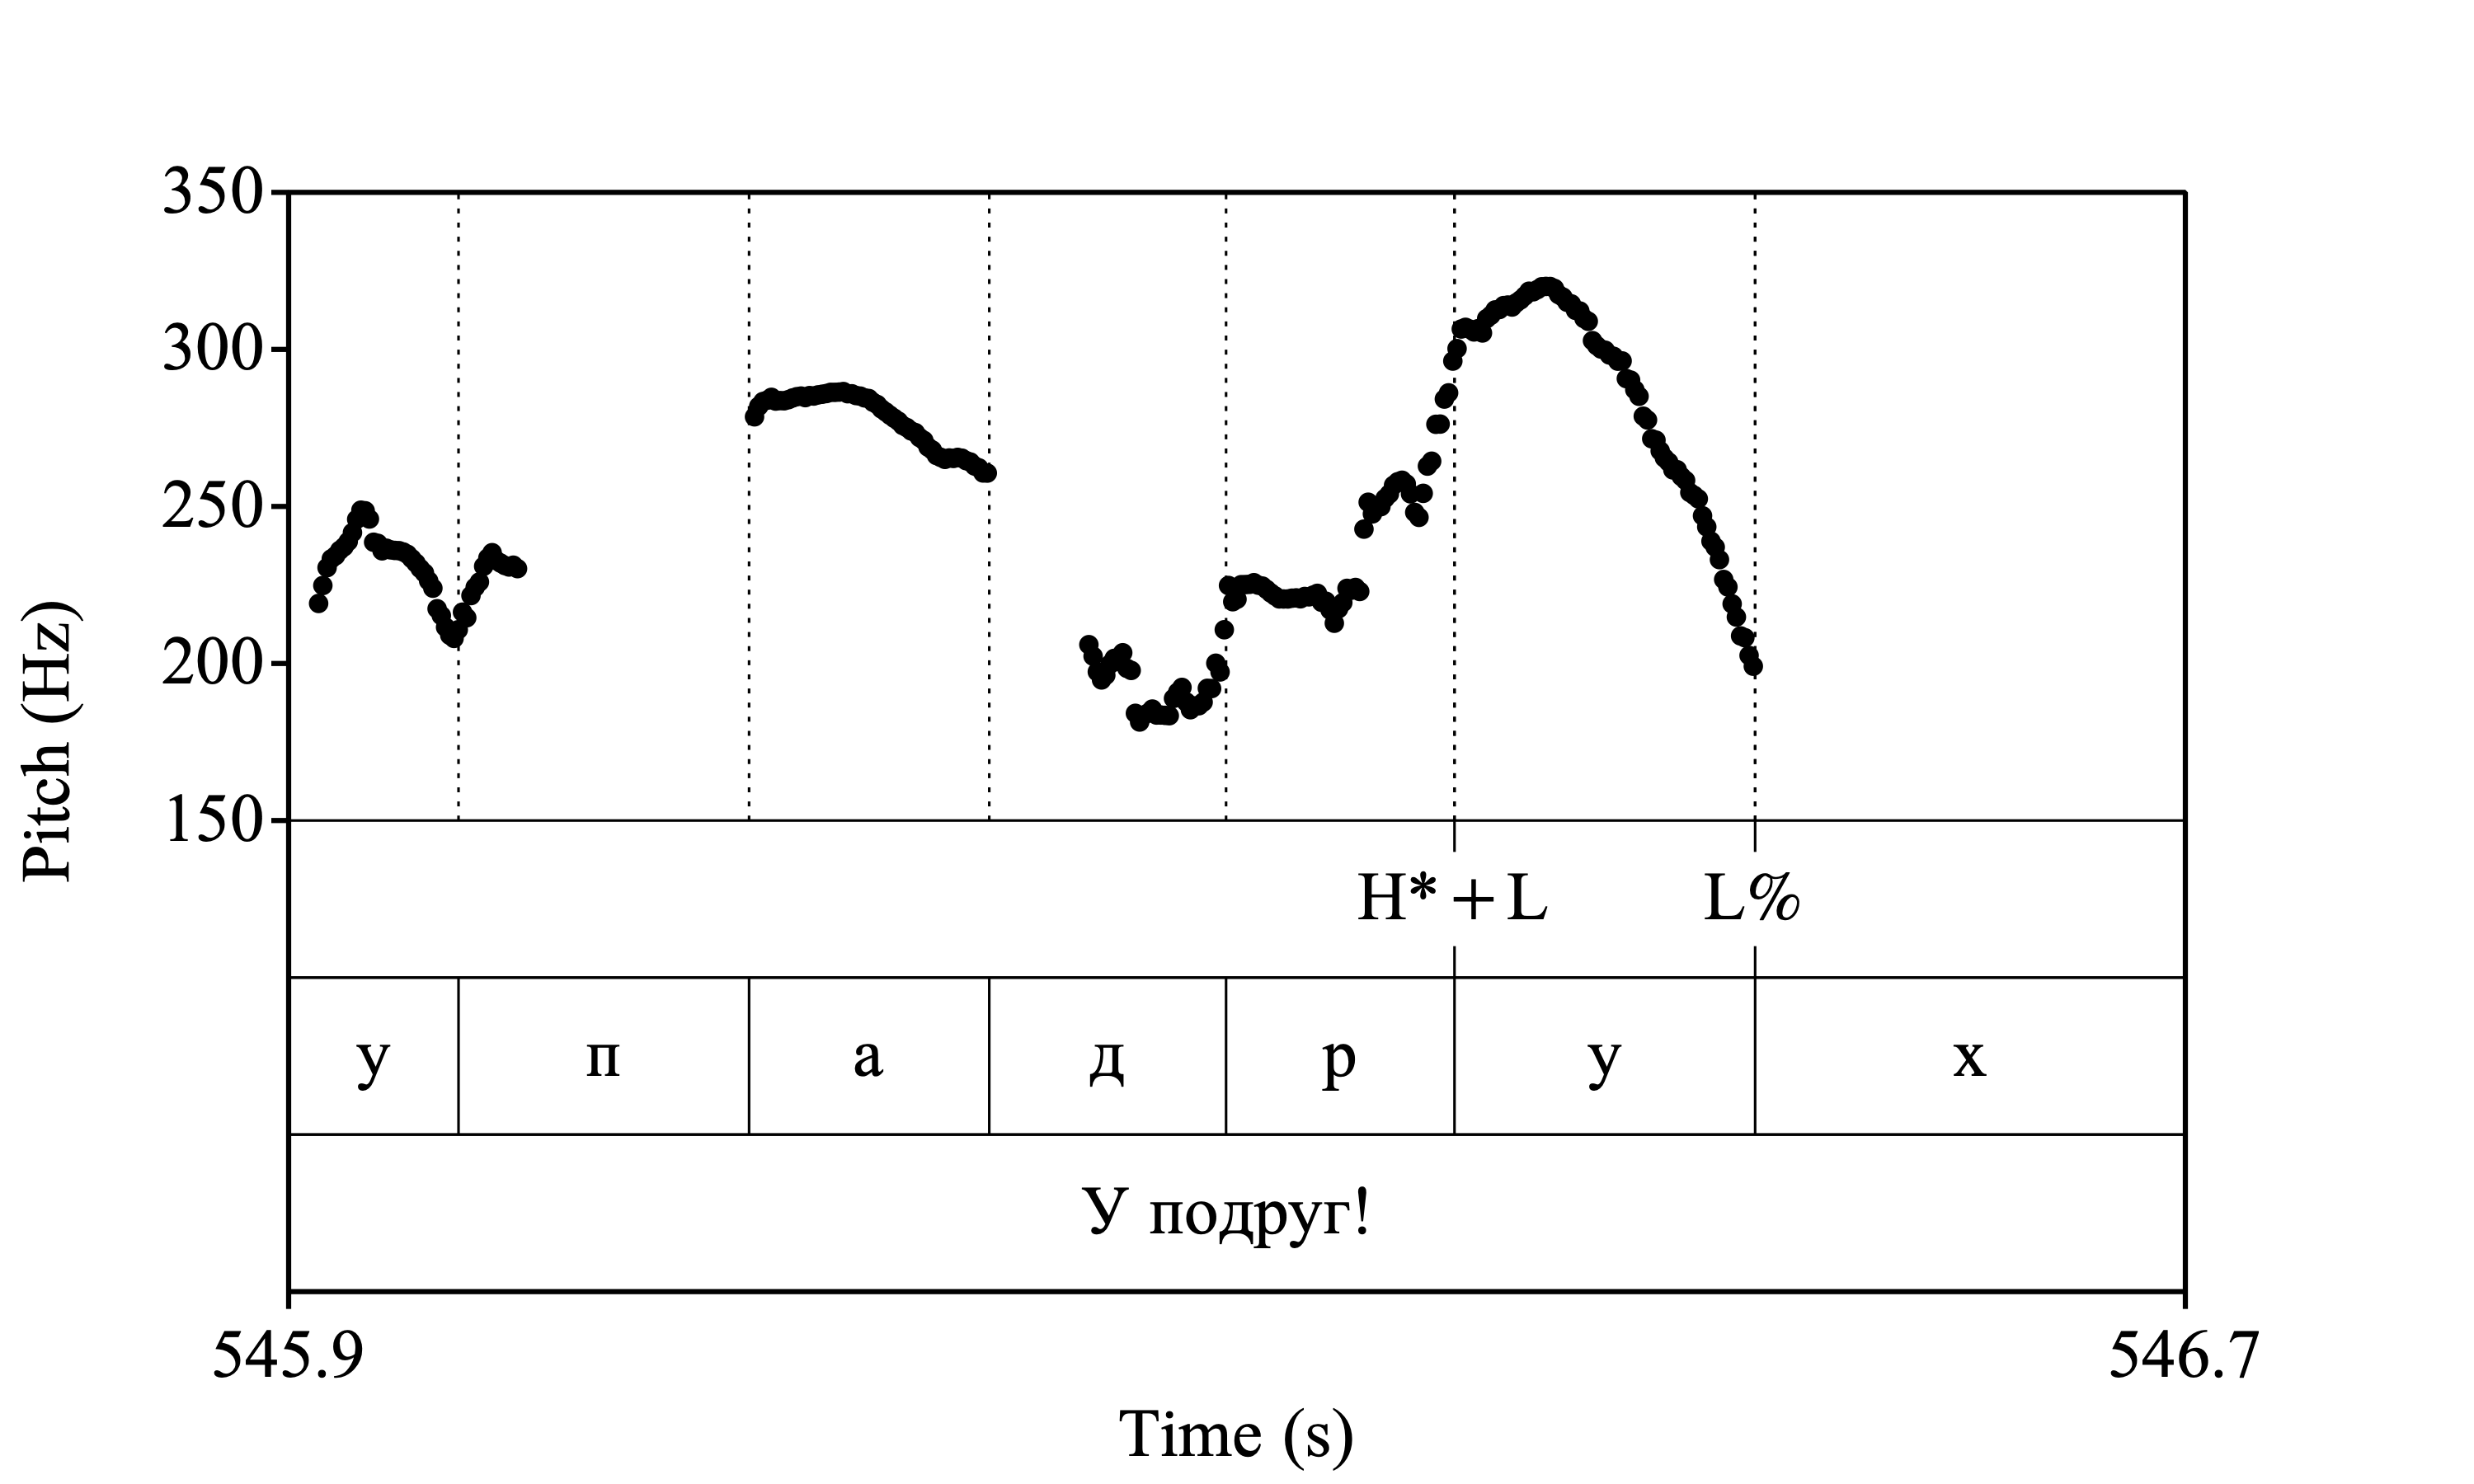 350
300
250
200
150
Pitch (Hz)
H*+L L%
у п а д р у х
У подруг!
545.9 546.7
Time (s)